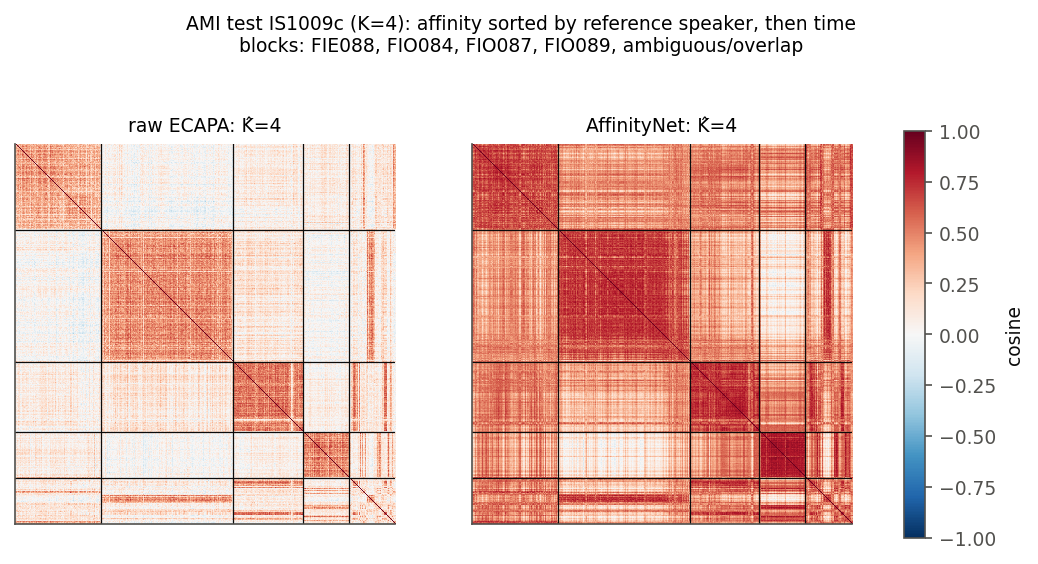 AMI test IS1009c (K=4): affinity sorted by reference speaker, then time
blocks: FIE088, FIO084, FIO087, FIO089, ambiguous/overlap
raw ECAPA: K̂=4
AffinityNet: K̂=4
1.00
0.75
0.50
0.25
0.00
−0.25
−0.50
−0.75
−1.00
cosine